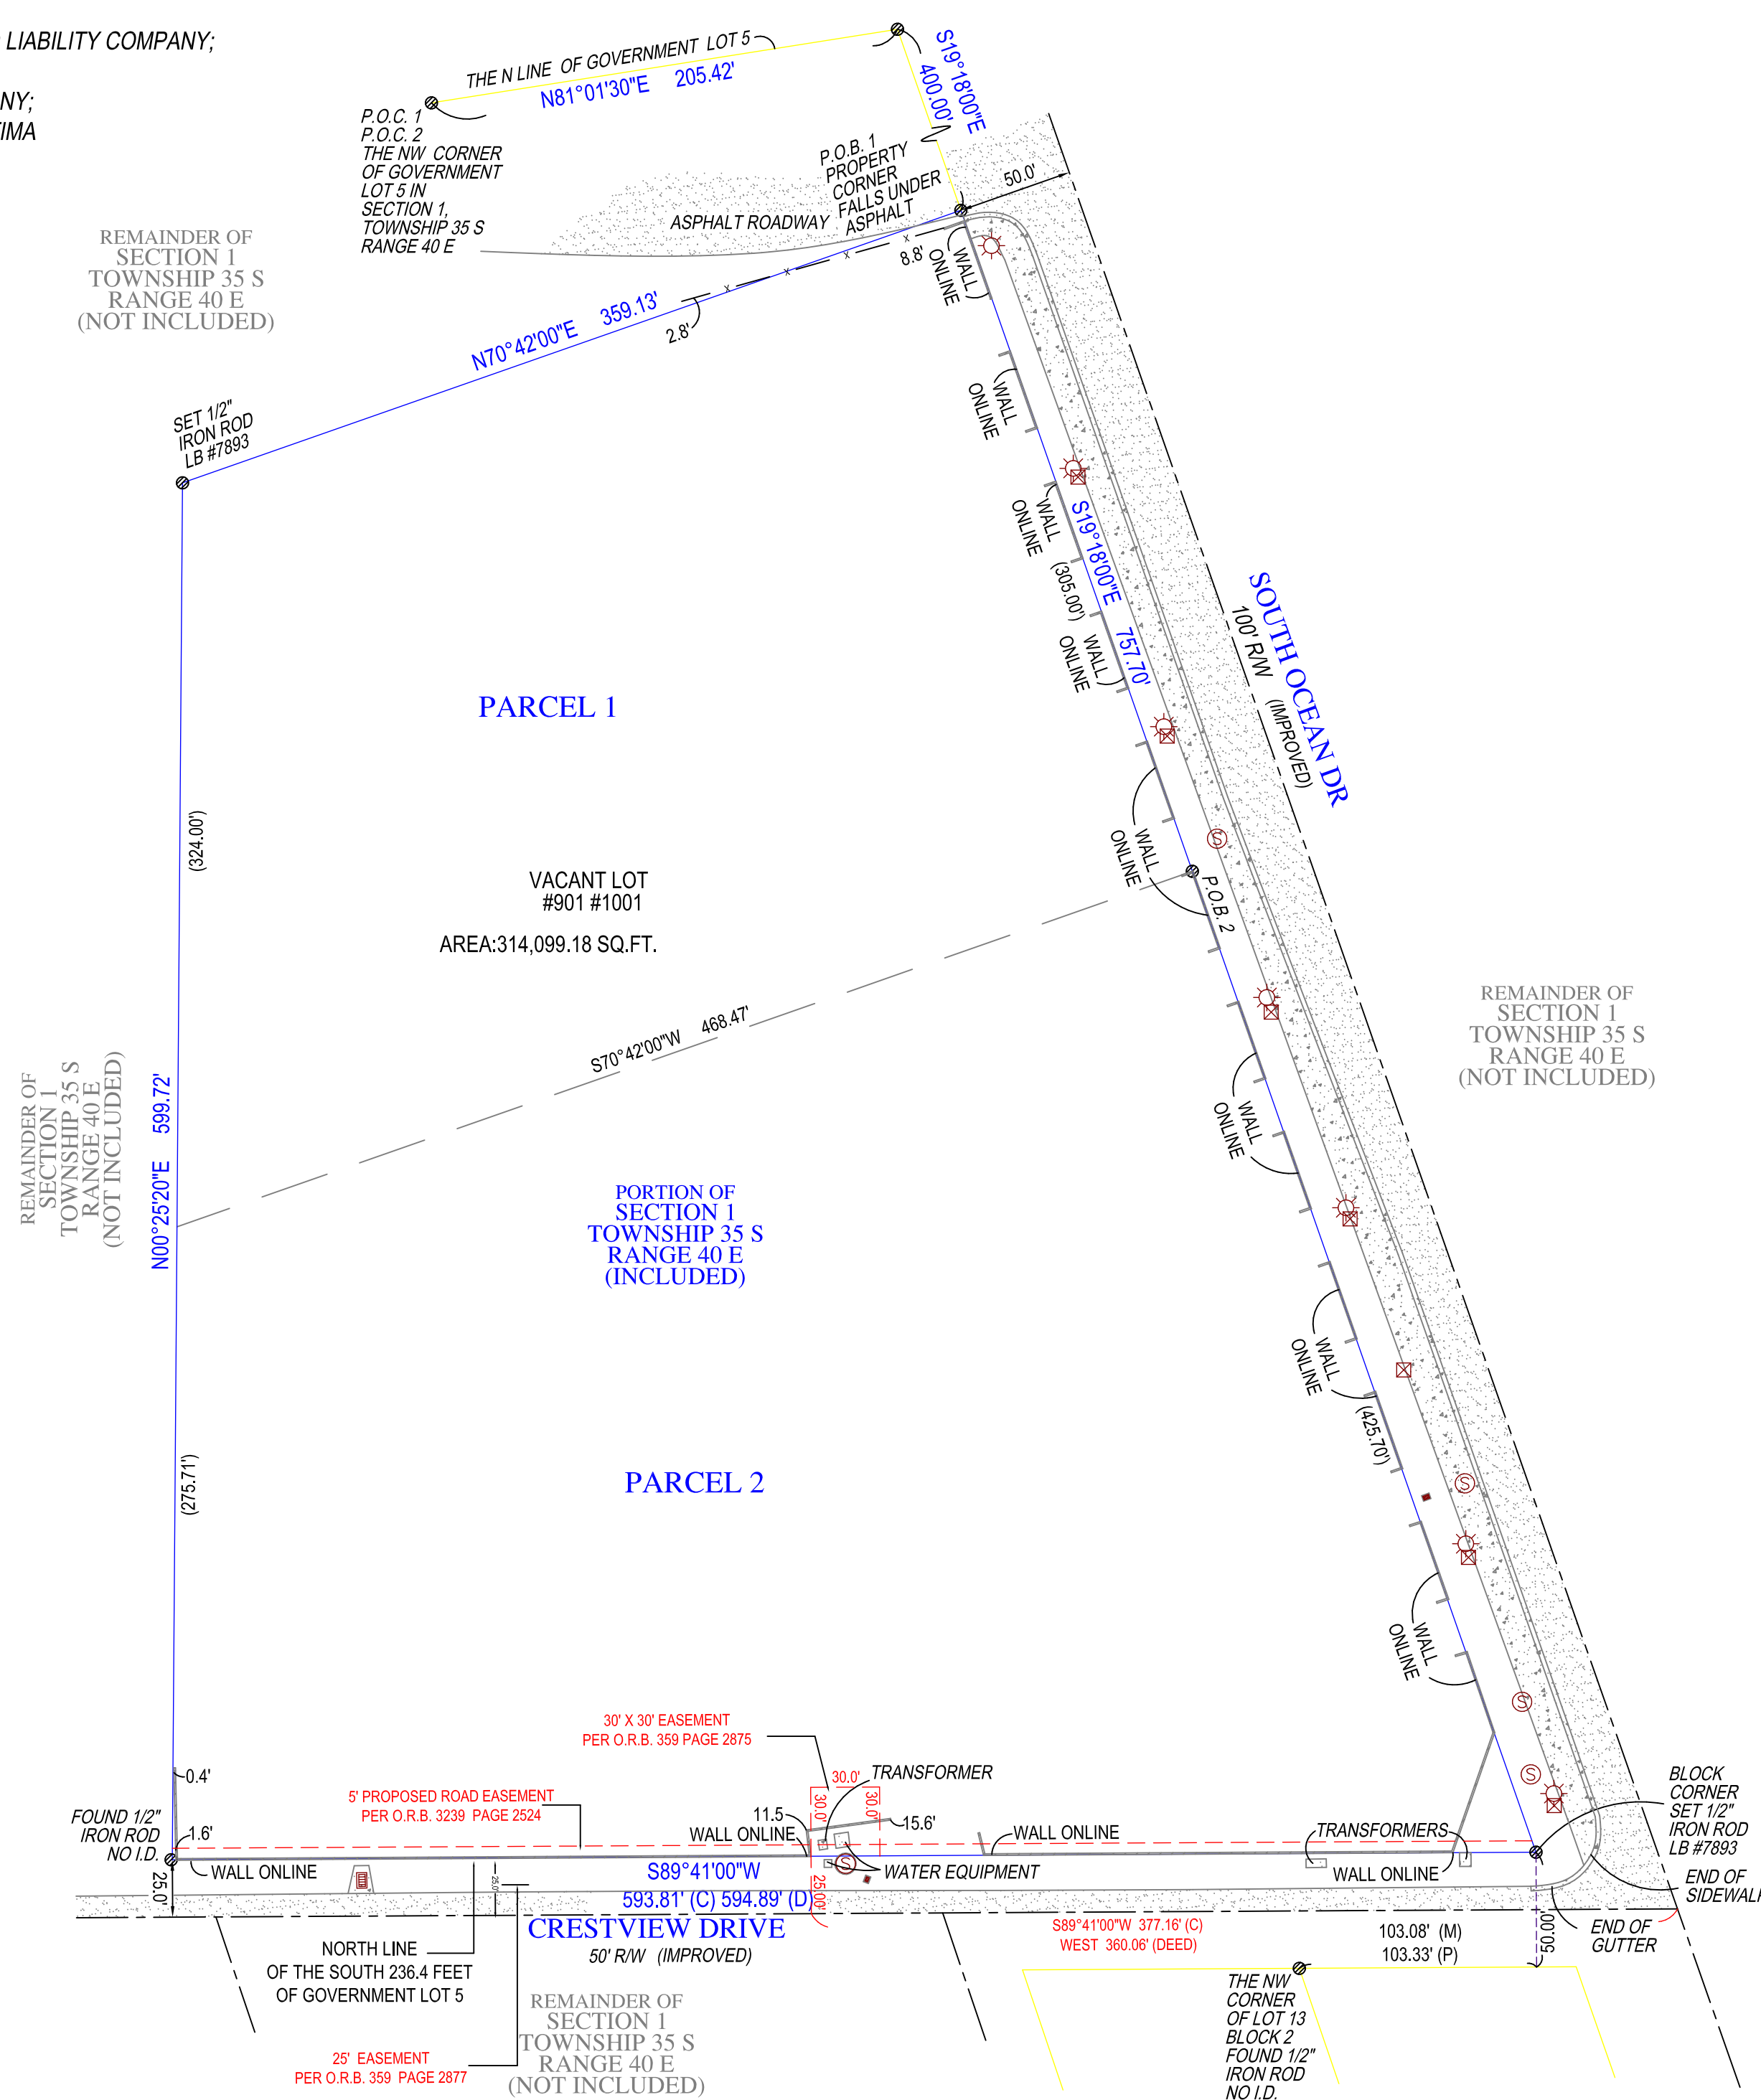 LIABILITY COMPANY;
NY;
TIMA
THE N LINE OF GOVERNMENT LOT 5
N81°01'30"E 205.42'
S19°18'00"E
400.00'
P.O.C. 1
P.O.C. 2
THE NW CORNER
OF GOVERNMENT
LOT 5 IN
SECTION 1,
TOWNSHIP 35 S
RANGE 40 E
P.O.B. 1
PROPERTY
CORNER
FALLS UNDER
ASPHALT
50.0'
ASPHALT ROADWAY
REMAINDER OF
SECTION 1
TOWNSHIP 35 S
RANGE 40 E
(NOT INCLUDED)
8.8'
WALL
ONLINE
N70°42'00"E 359.13'
2.8'
SET 1/2"
IRON ROD
LB #7893
WALL
ONLINE
WALL
ONLINE
S19°18'00"E 757.70'
(305.00')
WALL
ONLINE
SOUTH OCEAN DR
100' R/W (IMPROVED)
PARCEL 1
(324.00')
VACANT LOT
#901 #1001
AREA:314,099.18 SQ.FT.
WALL
ONLINE
P.O.B. 2
S70°42'00"W 468.47'
REMAINDER OF
SECTION 1
TOWNSHIP 35 S
RANGE 40 E
(NOT INCLUDED)
REMAINDER OF
SECTION 1
TOWNSHIP 35 S
RANGE 40 E
(NOT INCLUDED)
N00°25'20"E 599.72'
WALL
ONLINE
PORTION OF
SECTION 1
TOWNSHIP 35 S
RANGE 40 E
(INCLUDED)
WALL
ONLINE
(425.70')
PARCEL 2
(275.71')
S
S
WALL
ONLINE
S
S
30' X 30' EASEMENT
PER O.R.B. 359 PAGE 2875
30.0'
30.0'
30.0'
TRANSFORMER
0.4'
5' PROPOSED ROAD EASEMENT
PER O.R.B. 3239 PAGE 2524
FOUND 1/2"
IRON ROD
NO I.D.
1.6'
11.5
WALL ONLINE
15.6'
WALL ONLINE
TRANSFORMERS
BLOCK
CORNER
SET 1/2"
IRON ROD
LB #7893
WALL ONLINE
S89°41'00"W
S
WATER EQUIPMENT
WALL ONLINE
END OF
SIDEWALK
25.0'
25.0'
593.81' (C) 594.89' (D)
25.00'
CRESTVIEW DRIVE
50' R/W (IMPROVED)
S89°41'00"W 377.16' (C)
WEST 360.06' (DEED)
103.08' (M)
103.33' (P)
50.00'
END OF
GUTTER
NORTH LINE
OF THE SOUTH 236.4 FEET
OF GOVERNMENT LOT 5
THE NW
CORNER
OF LOT 13
BLOCK 2
FOUND 1/2"
IRON ROD
NO I.D.
REMAINDER OF
SECTION 1
TOWNSHIP 35 S
RANGE 40 E
(NOT INCLUDED)
25' EASEMENT
PER O.R.B. 359 PAGE 2877